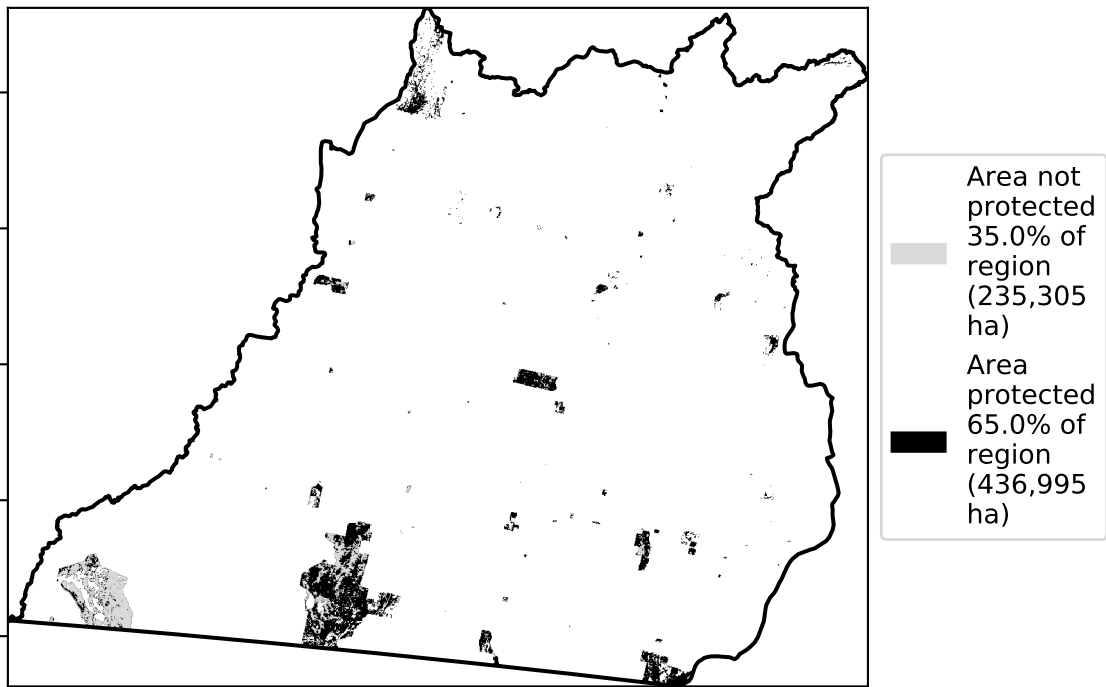 Area not
protected
35.0% of
region
(235,305
ha)
Area
protected
65.0% of
region
(436,995
ha)